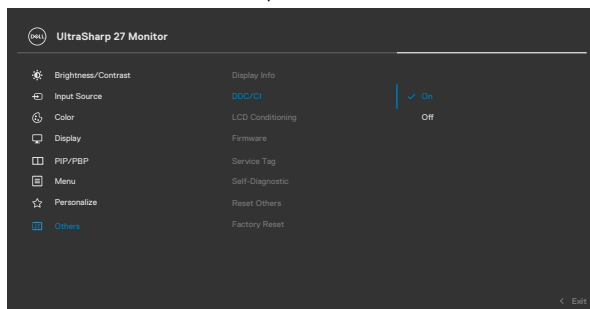 DELL UltraSharp 27 Monitor
Brightness/Contrast Display Info
Input Source DDC/CI On
Color LCD Conditioning Off
Display Firmware
PIP/PBP Service Tag
Menu Self-Diagnostic
Personalize Reset Others
Others Factory Reset
Exit